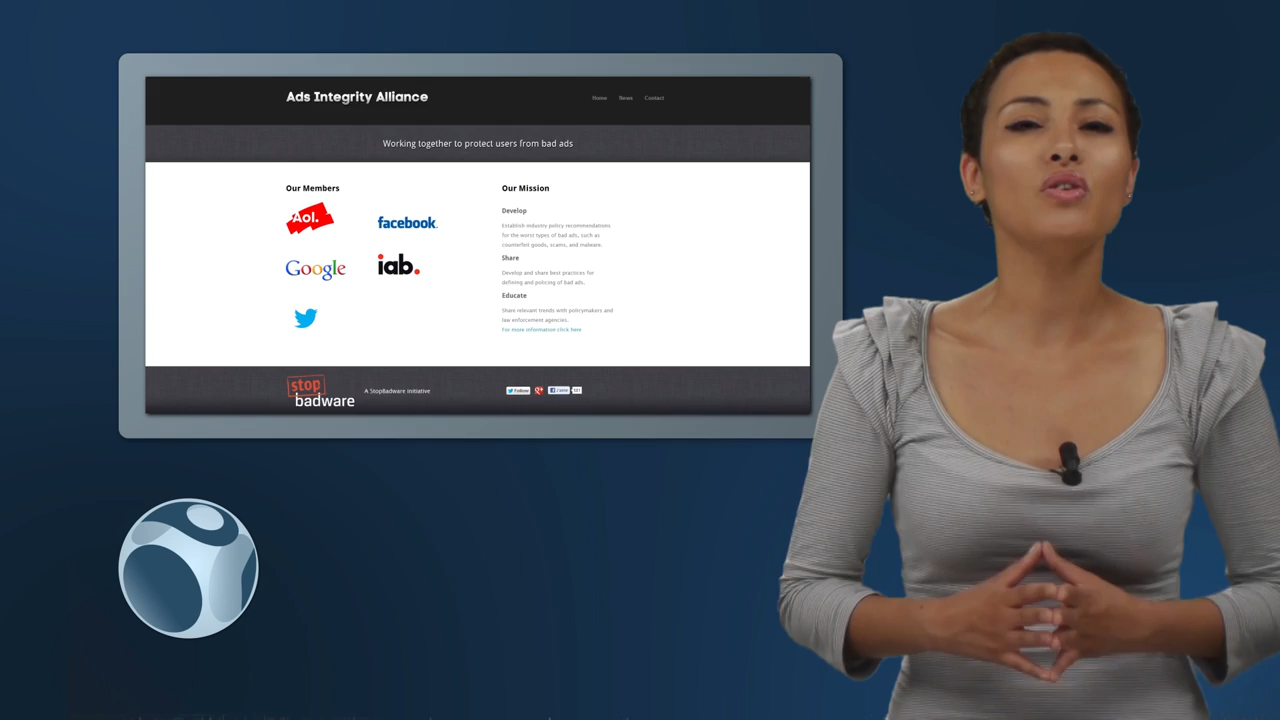 Ads Integrity Alliance
Home News Contact
Working together to protect users from bad ads
Our Members
Aol.
facebook
Google
iab.
Our Mission
Develop
Establish industry policy recommendations
for the worst types of bad ads, such as
counterfeit goods, scams, and malware.
Share
Develop and share best practices for
defining and policing of bad ads.
Educate
Share relevant trends with policymakers and
law enforcement agencies.
For more information click here
stop
badware
A StopBadware initiative
Follow